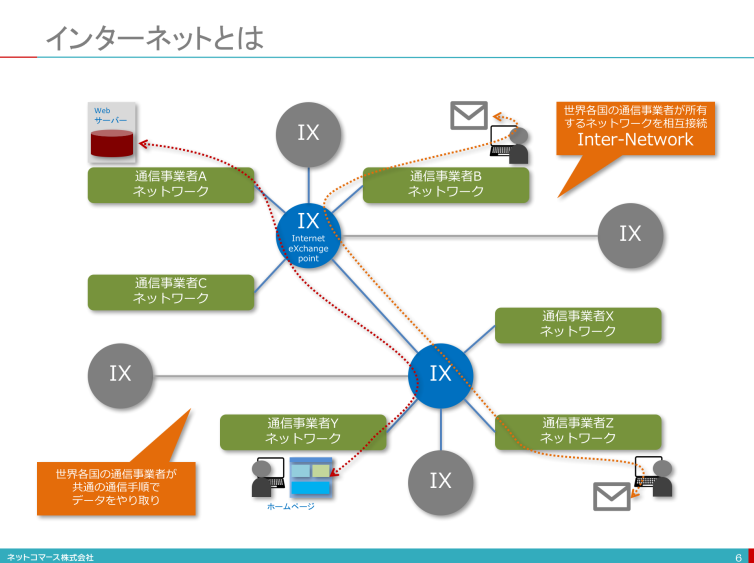 インターネットとは
Web
サーバー
IX
世界各国の通信事業者が所有
するネットワークを相互接続
Inter-Network
通信事業者A
ネットワーク
通信事業者B
ネットワーク
IX
Internet
eXchange
point
IX
通信事業者C
ネットワーク
通信事業者X
ネットワーク
IX
IX
通信事業者Y
ネットワーク
通信事業者Z
ネットワーク
世界各国の通信事業者が
共通の通信手順で
データをやり取り
IX
ホームページ
ネットコマース株式会社
6